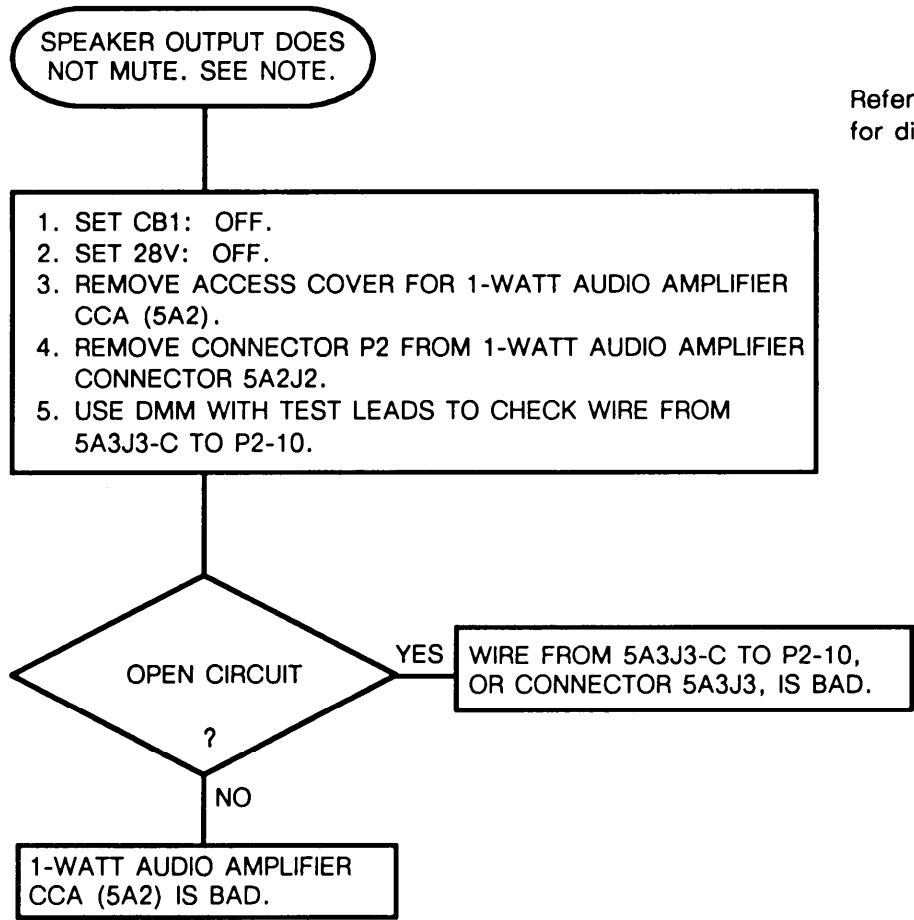 SPEAKER OUTPUT DOES
NOT MUTE. SEE NOTE.
Refer
for di
1. SET CB1: OFF.
2. SET 28V: OFF.
3. REMOVE ACCESS COVER FOR 1-WATT AUDIO AMPLIFIER
CCA (5A2).
4. REMOVE CONNECTOR P2 FROM 1-WATT AUDIO AMPLIFIER
CONNECTOR 5A2J2.
5. USE DMM WITH TEST LEADS TO CHECK WIRE FROM
5A3J3-C TO P2-10.
OPEN CIRCUIT
?
YES
WIRE FROM 5A3J3-C TO P2-10,
OR CONNECTOR 5A3J3, IS BAD.
NO
1-WATT AUDIO AMPLIFIER
CCA (5A2) IS BAD.